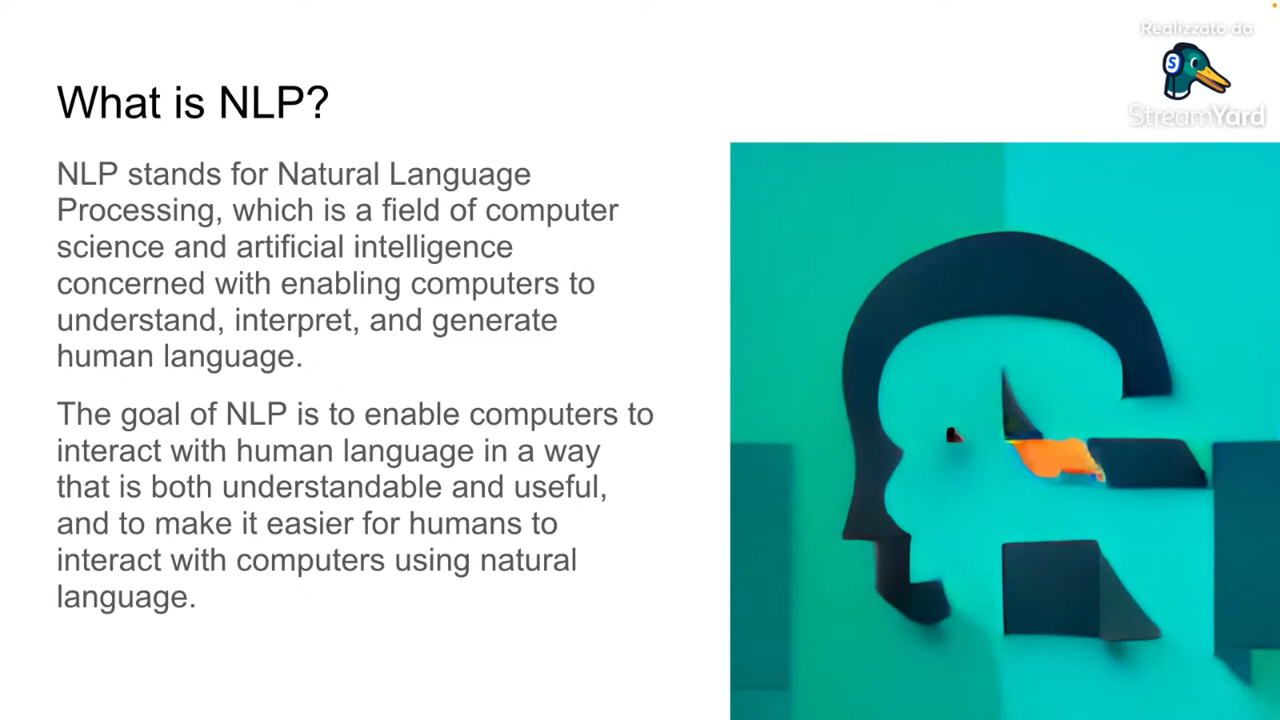 Realizzato da
S
StreamYard
What is NLP?
NLP stands for Natural Language
Processing, which is a field of computer
science and artificial intelligence
concerned with enabling computers to
understand, interpret, and generate
human language.
The goal of NLP is to enable computers to
interact with human language in a way
that is both understandable and useful,
and to make it easier for humans to
interact with computers using natural
language.